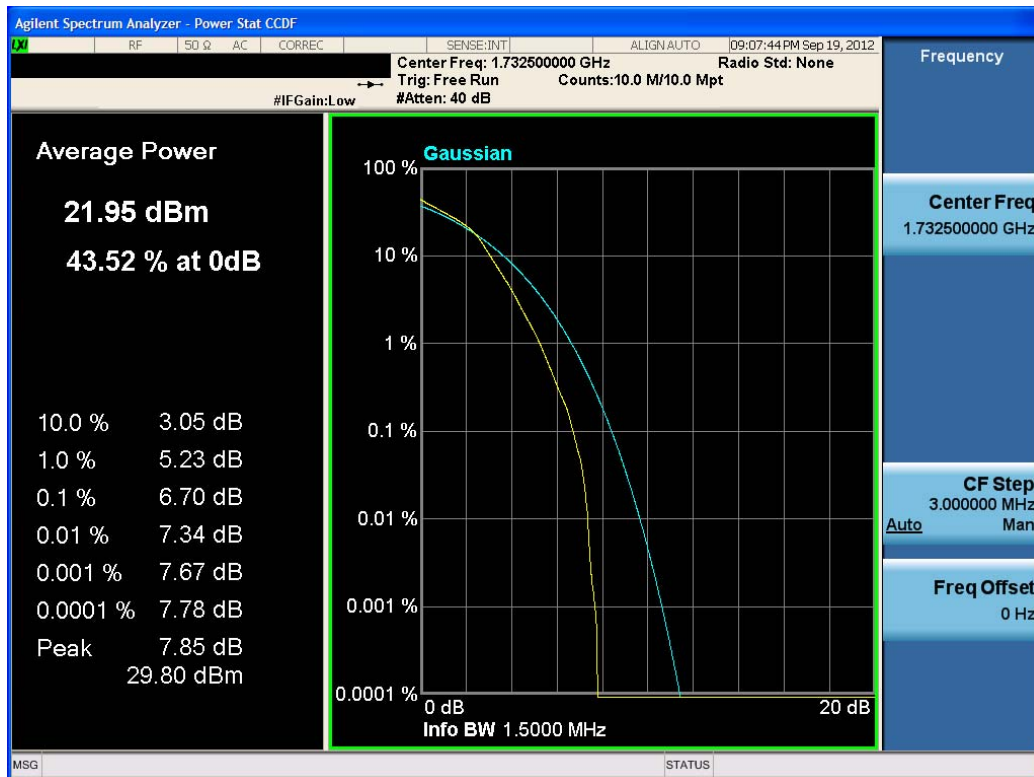 Agilent Spectrum Analyzer - Power Stat CCDF
LXI RF 50 Ω AC CORREC SENSE:INT ALIGN AUTO 09:07:44 PM Sep 19, 2012
Center Freq: 1.732500000 GHz Radio Std: None
Trig: Free Run Counts:10.0 M/10.0 Mpt
#IFGain:Low #Atten: 40 dB
Frequency
Average Power
21.95 dBm
43.52 % at 0dB
10.0 % 3.05 dB
1.0 % 5.23 dB
0.1 % 6.70 dB
0.01 % 7.34 dB
0.001 % 7.67 dB
0.0001 % 7.78 dB
Peak 7.85 dB
29.80 dBm
Gaussian
100 %
10 %
1 %
0.1 %
0.01 %
0.001 %
0.0001 %
0 dB 20 dB
Info BW 1.5000 MHz
Center Freq
1.732500000 GHz
CF Step
3.000000 MHz
Auto Man
Freq Offset
0 Hz
MSG STATUS